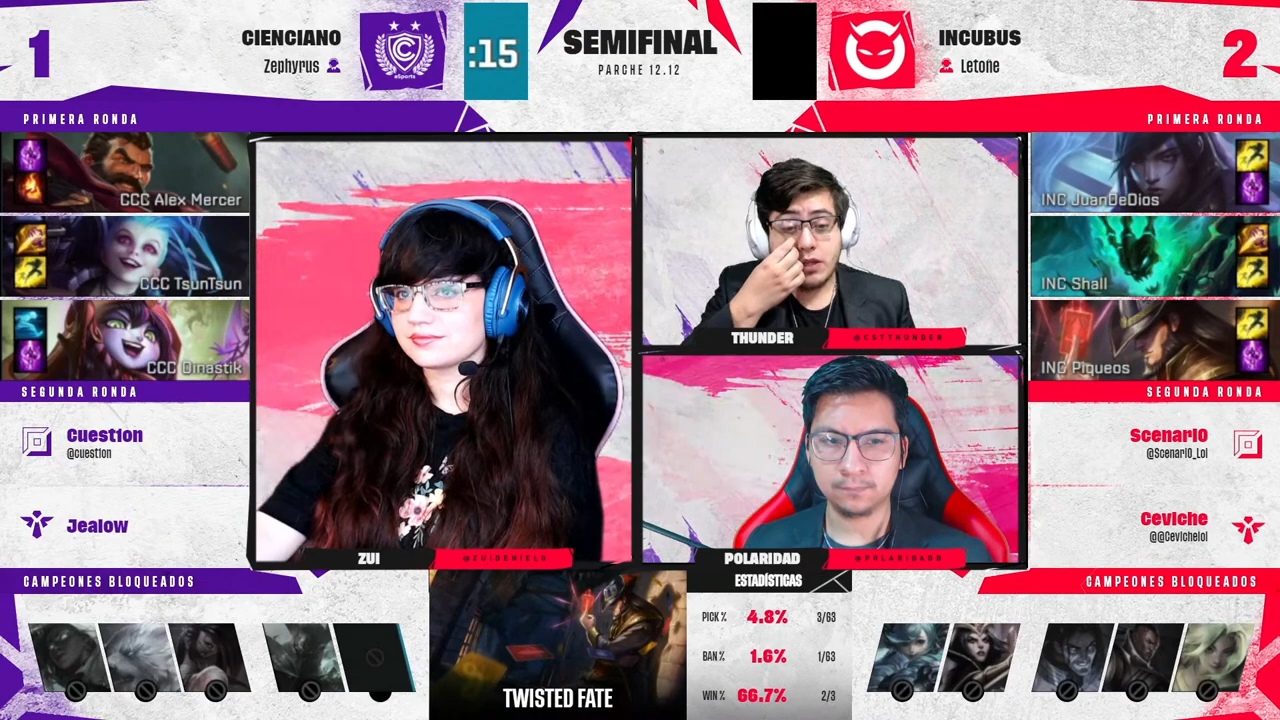 1
CIENCIANO
Zephyrus
eSports
:15
SEMIFINAL
PARCHE 12.12
INCUBUS
Letone
2
PRIMERA RONDA
PRIMERA RONDA
CCC Alex Mercer
CCC TsunTsun
CCC Dinastik
INC JuanDeDios
INC Shall
INC Piqueos
THUNDER
@CSTTHUNDER
SEGUNDA RONDA
SEGUNDA RONDA
Cuestion
@cuestion
Jealow
Scenari0
@Scenari0_Lol
Ceviche
@@Cevichelol
ZUI
POLARIDAD
CAMPEONES BLOQUEADOS
CAMPEONES BLOQUEADOS
ESTADÍSTICAS
PICK % 4.8% 3/63
BAN % 1.6% 1/63
WIN % 66.7% 2/3
TWISTED FATE